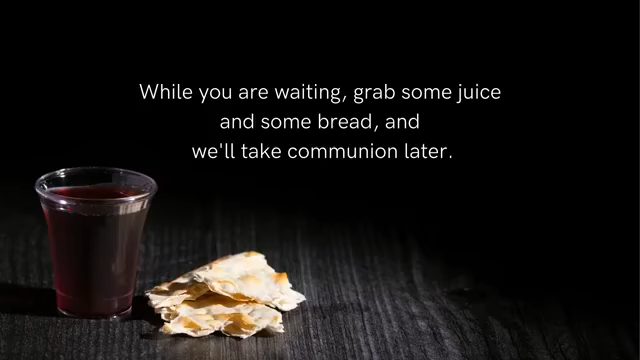 While you are waiting, grab some juice
and some bread, and
we'll take communion later.